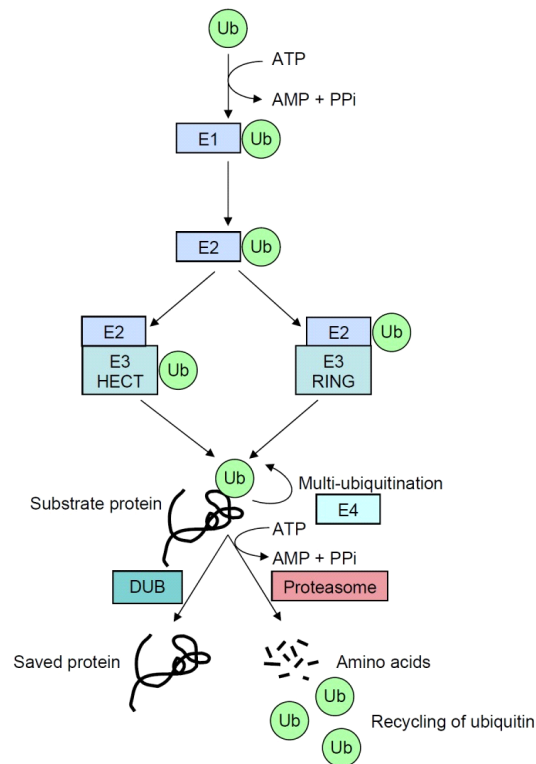 Ub
ATP
AMP + PPi
E1
Ub
E2
Ub
E2
E3
HECT
Ub
E2
Ub
E3
RING
Ub
Multi-ubiquitination
Substrate protein
E4
ATP
AMP + PPi
DUB
Proteasome
Saved protein
Amino acids
Ub
Ub
Recycling of ubiquitin
Ub